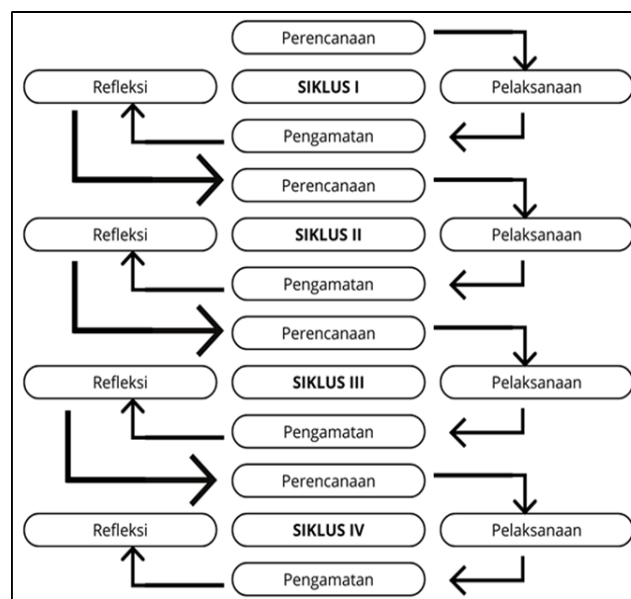 Perencanaan
Refleksi
SIKLUS I
Pelaksanaan
Pengamatan
Perencanaan
Refleksi
SIKLUS II
Pelaksanaan
Pengamatan
Perencanaan
Refleksi
SIKLUS III
Pelaksanaan
Pengamatan
Perencanaan
Refleksi
SIKLUS IV
Pelaksanaan
Pengamatan